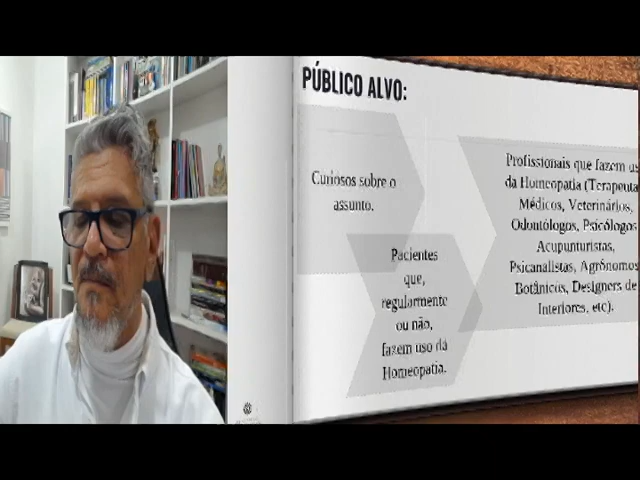 PÚBLICO ALVO:
Curiosos sobre o
assunto.
Pacientes
que,
regularmente
ou não,
fazem uso da
Homeopatia.
Profissionais que fazem us
da Homeopatia (Terapeuta
Médicos, Veterinários,
Odontólogos, Psicólogos
Acupunturistas,
Psicanalistas, Agrônomos
Botânicos, Designers de
Interiores, etc).